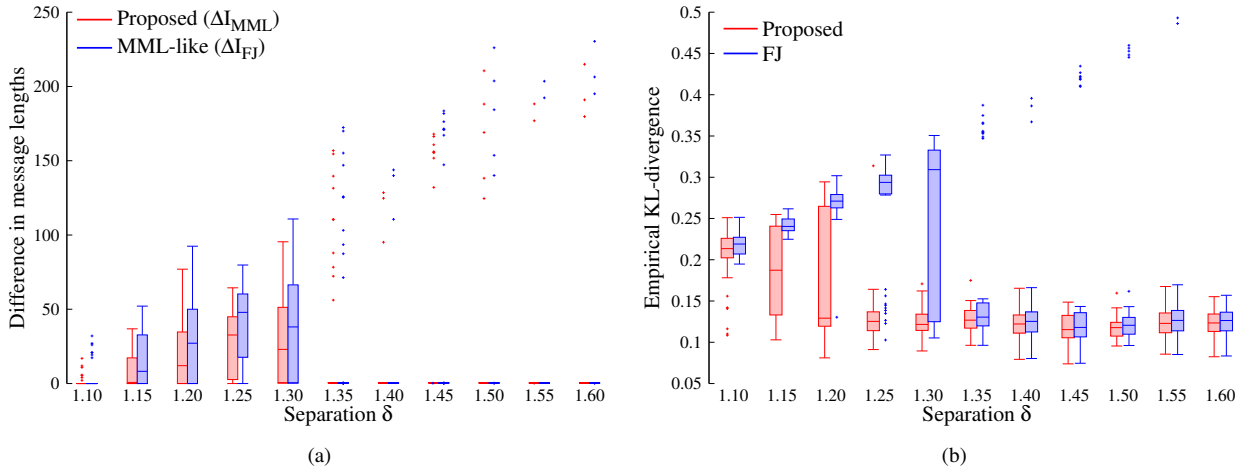 Proposed (ΔI_MML)
MML-like (ΔI_FJ)
Difference in message lengths
250
200
150
100
50
0
1.10 1.15 1.20 1.25 1.30 1.35 1.40 1.45 1.50 1.55 1.60
Separation δ
(a)
Proposed
FJ
Empirical KL-divergence
0.5
0.45
0.4
0.35
0.3
0.25
0.2
0.15
0.1
0.05
1.10 1.15 1.20 1.25 1.30 1.35 1.40 1.45 1.50 1.55 1.60
Separation δ
(b)